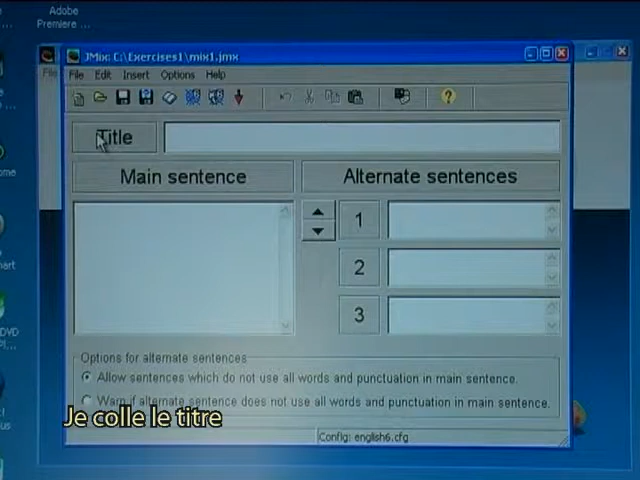 Adobe
Premiere ...
JMix: C:\Exercises1\mix1.jmx
File Edit Insert Options Help
Title
Main sentence
Alternate sentences
1
2
3
Options for alternate sentences
Allow sentences which do not use all words and punctuation in main sentence.
Warn if alternate sentence does not use all words and punctuation in main sentence.
Je colle le titre
Config: english6.cfg